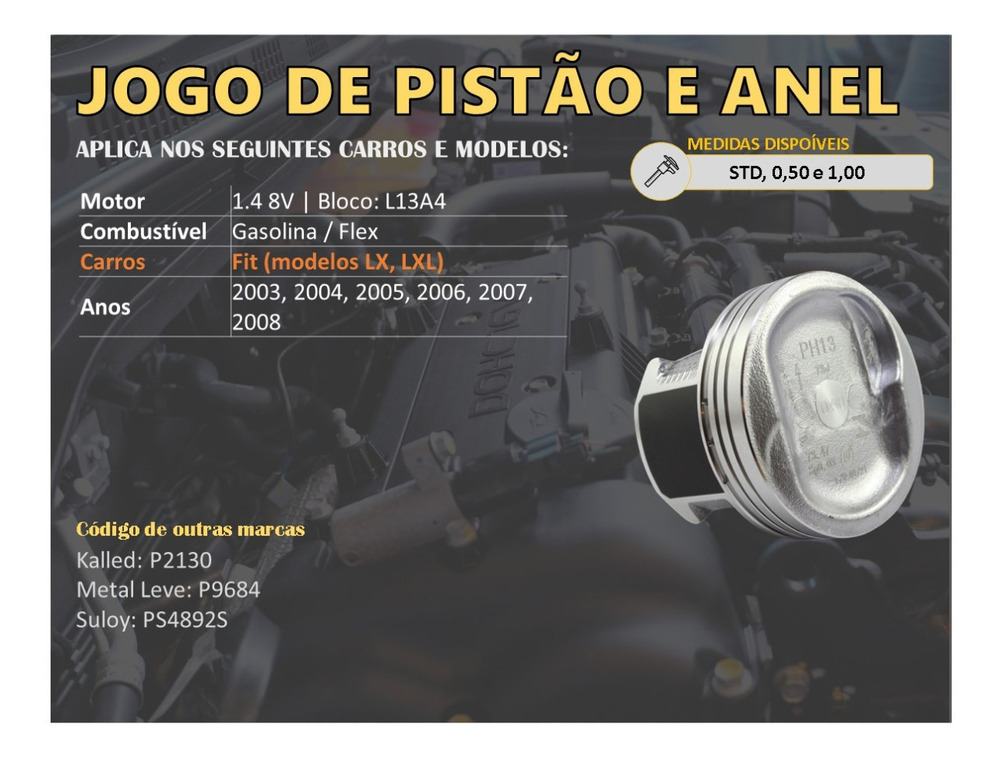 JOGO DE PISTÃO E ANEL
APLICA NOS SEGUINTES CARROS E MODELOS:
MEDIDAS DISPOÍVEIS
STD, 0,50 e 1,00
Motor 1.4 8V | Bloco: L13A4
Combustível Gasolina / Flex
Carros Fit (modelos LX, LXL)
Anos 2003, 2004, 2005, 2006, 2007,
2008
PH13
DOHC
Código de outras marcas
Kalled: P2130
Metal Leve: P9684
Suloy: PS4892S